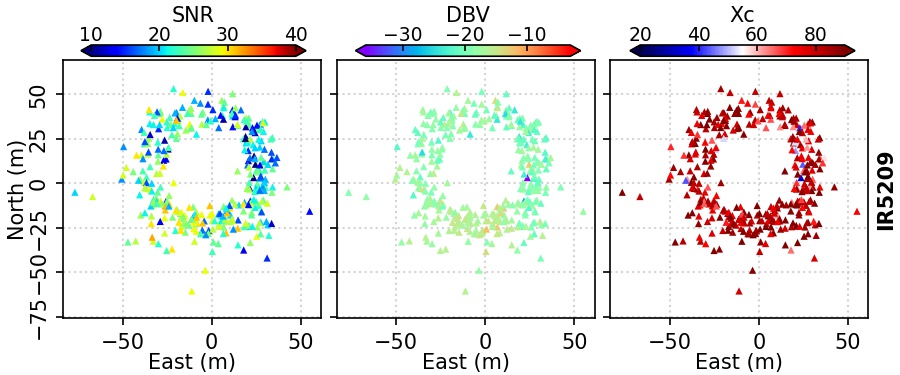 SNR
DBV
Xc
10 20 30 40
−30 −20 −10
20 40 60 80
North (m)
50
25
0
−25
−50
−75
−50 0 50
−50 0 50
−50 0 50
East (m)
East (m)
East (m)
IR5209